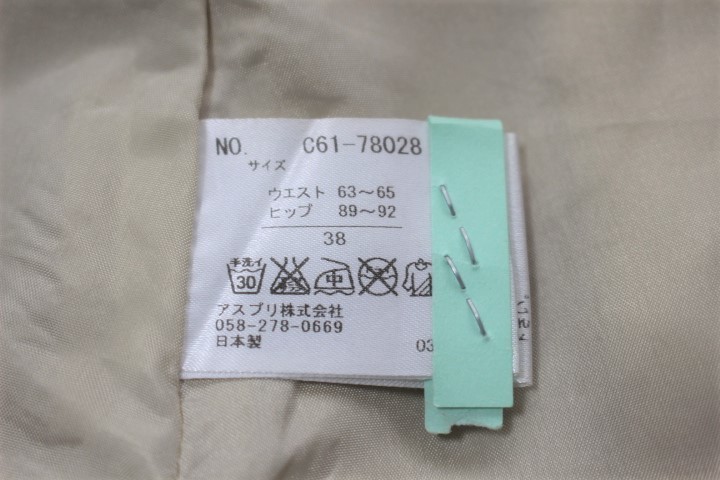 NO. C61-78028
サイズ
ウエスト 63〜65
ヒップ 89〜92
38
手洗イ
30
中
アスプリ株式会社
058-278-0669
日本製 03